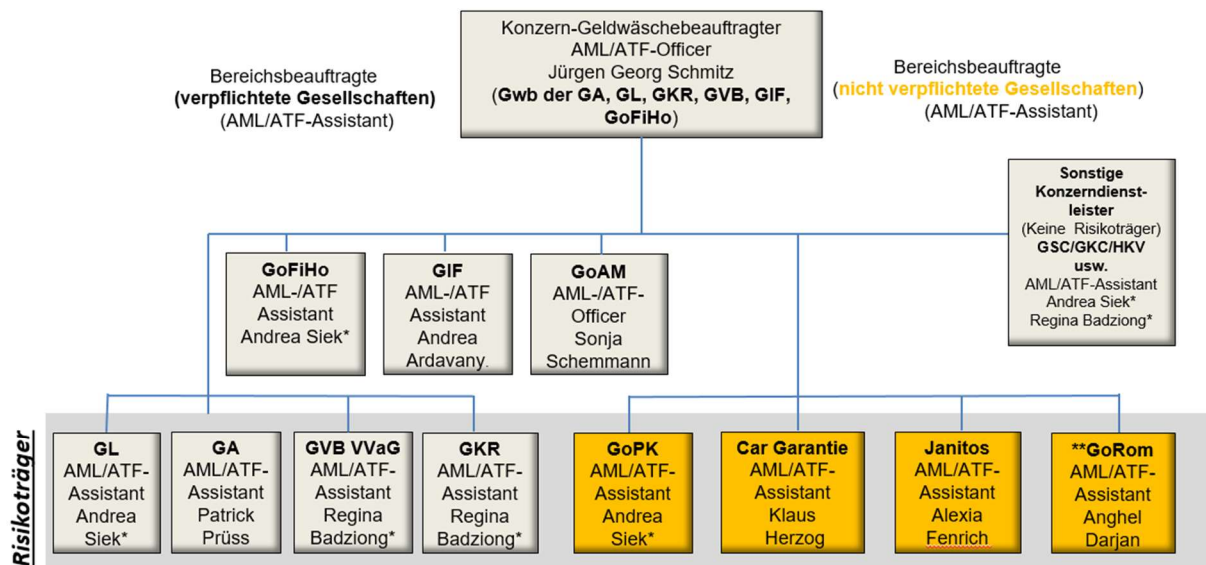 Konzern-Geldwäschebeauftragter
AML/ATF-Officer
Jürgen Georg Schmitz
(Gwb der GA, GL, GKR, GVB, GIF,
GoFiHo)
Bereichsbeauftragte
(verpflichtete Gesellschaften)
(AML/ATF-Assistant)
Bereichsbeauftragte
(nicht verpflichtete Gesellschaften)
(AML/ATF-Assistant)
Sonstige
Konzerndienst-
leister
(Keine Risikoträger)
GSC/GKC/HKV
usw.
AML/ATF-Assistant
Andrea Siek*
Regina Badziong*
GoFiHo
AML-/ATF
Assistant
Andrea Siek*
GIF
AML-/ATF
Assistant
Andrea
Ardavany.
GoAM
AML-/ATF-
Officer
Sonja
Schemmann
Risikoträger
GL
AML/ATF-
Assistant
Andrea
Siek*
GA
AML/ATF-
Assistant
Patrick
Prüss
GVB VVaG
AML/ATF-
Assistant
Regina
Badziong*
GKR
AML/ATF-
Assistant
Regina
Badziong*
GoPK
AML/ATF-
Assistant
Andrea
Siek*
Car Garantie
AML/ATF-
Assistant
Klaus
Herzog
Janitos
AML/ATF-
Assistant
Alexia
Fenrich
**GoRom
AML/ATF-
Assistant
Anghel
Darjan